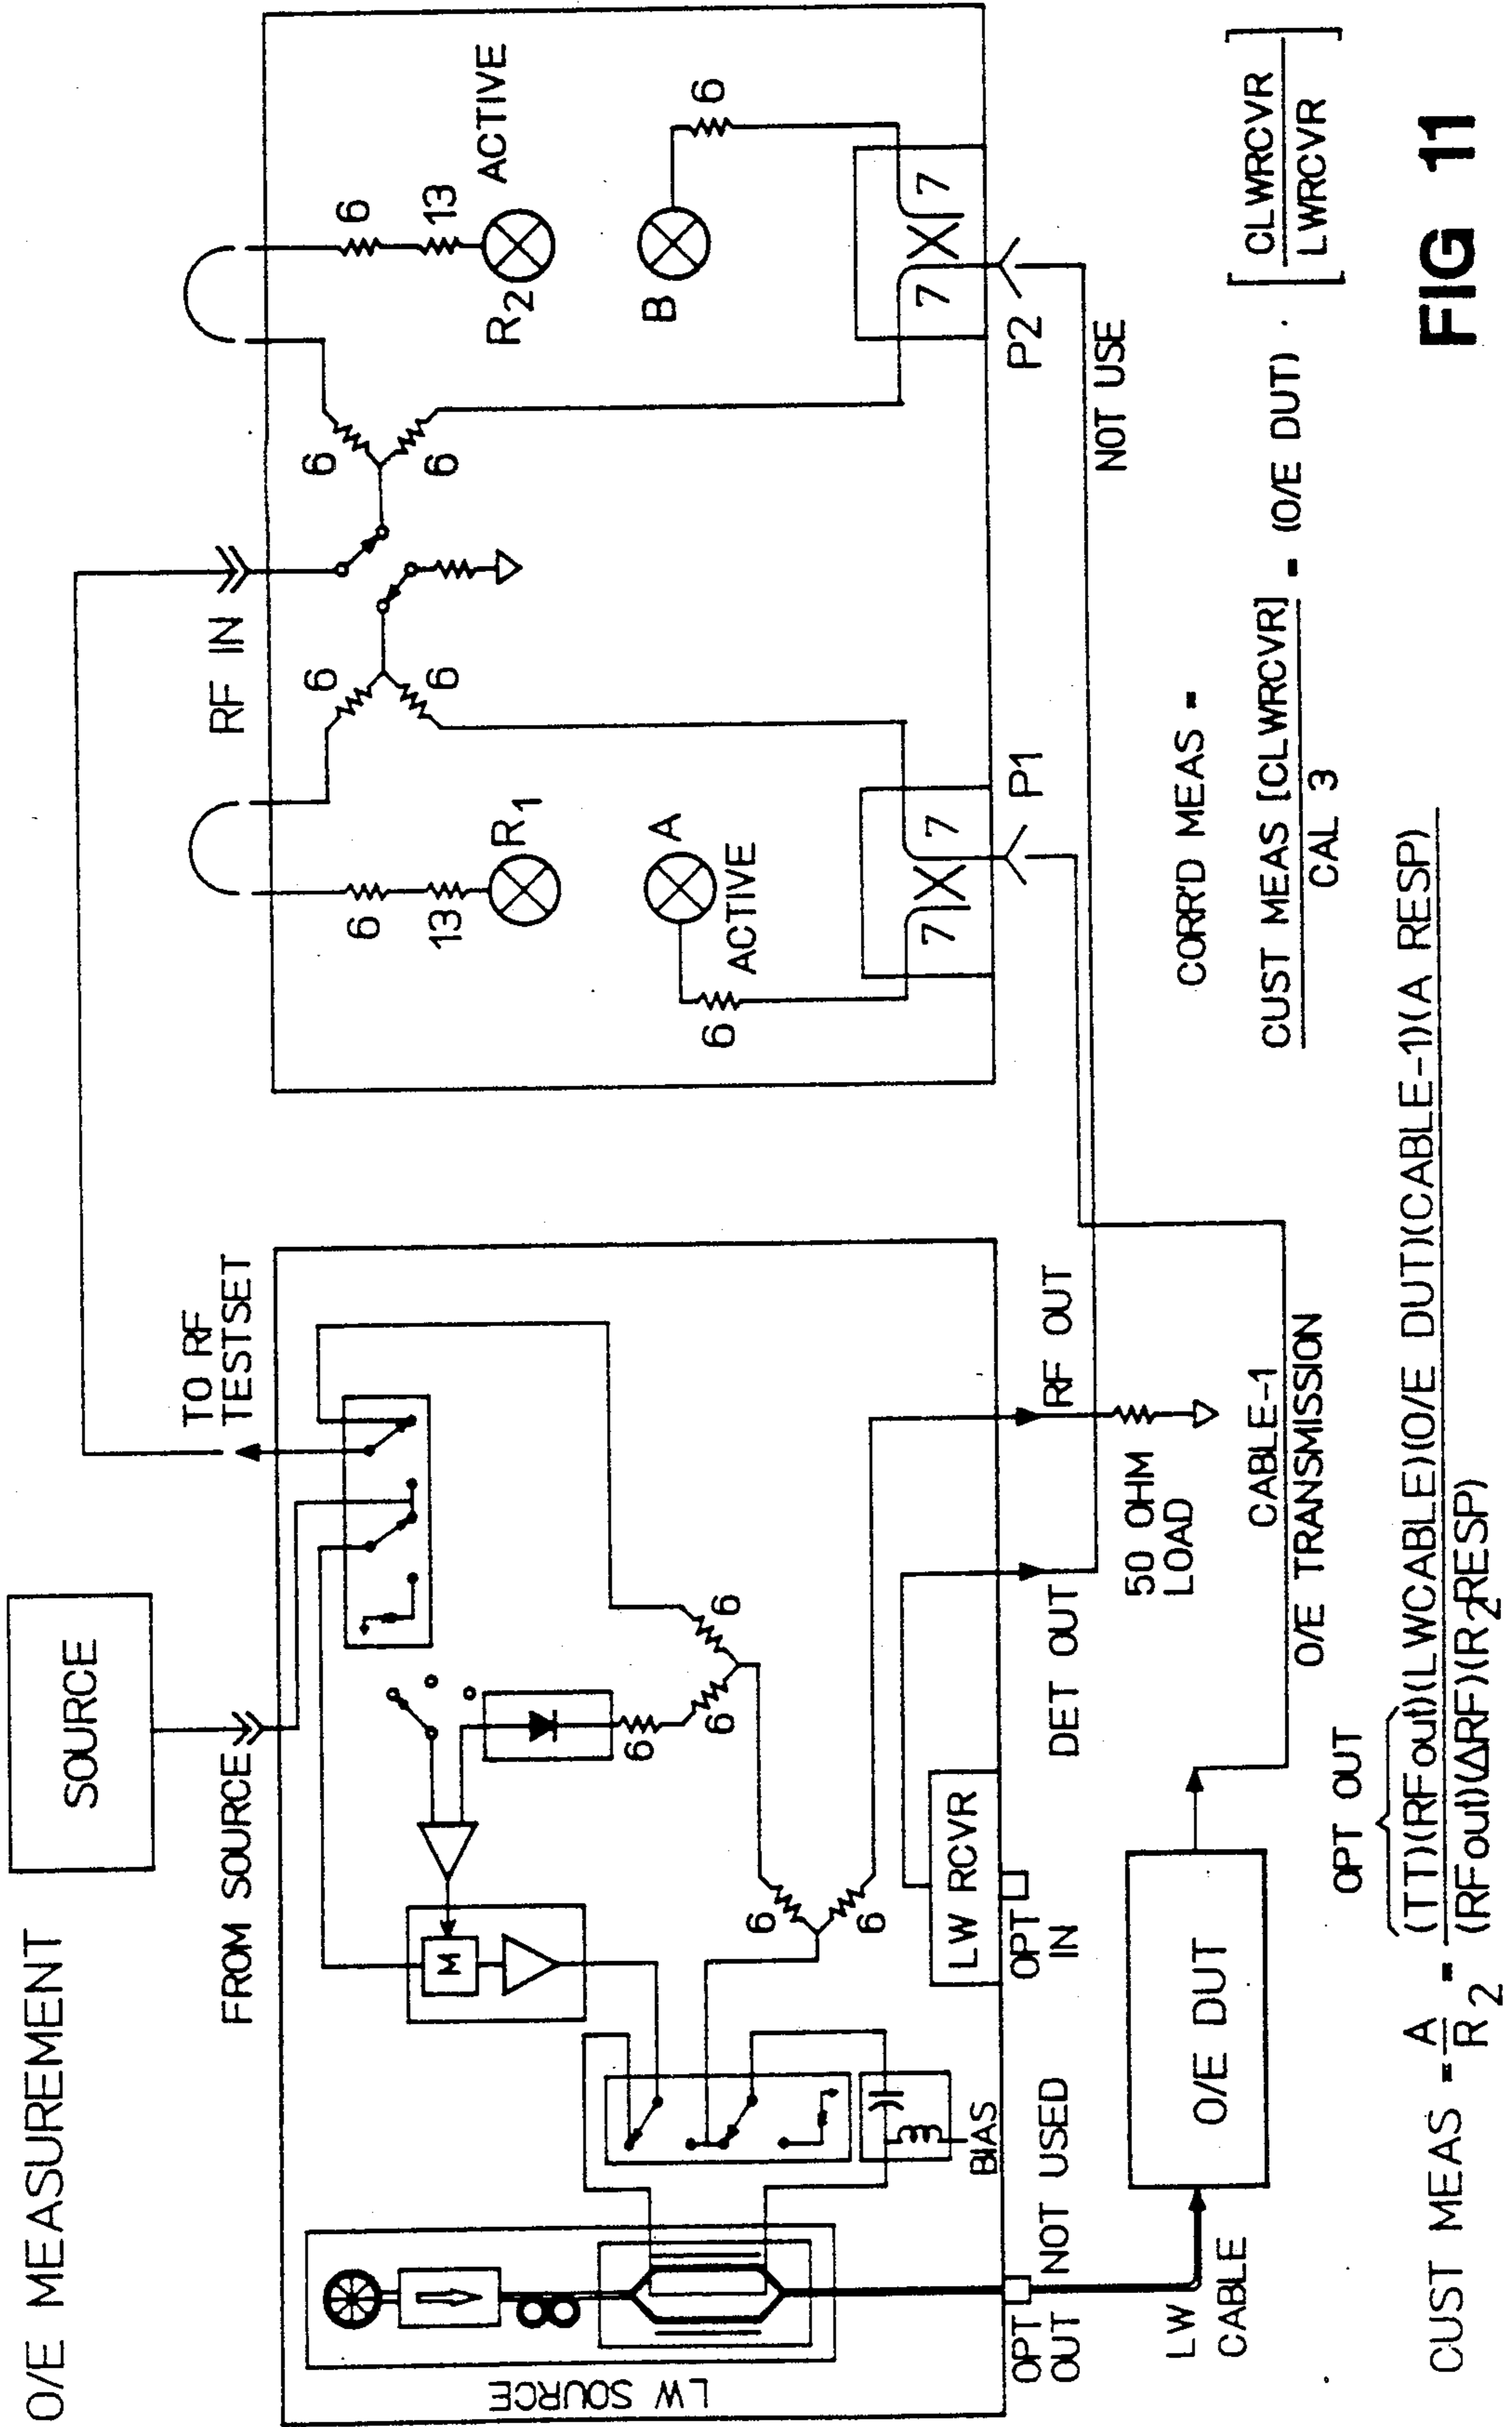 O/E MEASUREMENT
SOURCE
FROM SOURCE
TO RF
TESTSET
RF IN
6
6
6
6
6
13
R1
6
13
R2
ACTIVE
A
ACTIVE
6
B
6
7
7
P1
7
7
P2
NOT USE
M
6
6
6
6
6
LW SOURCE
BIAS
LW RCVR
OPT
OUT
NOT USED
OPT
IN
DET OUT
RF OUT
50 OHM
LOAD
LW
CABLE
O/E DUT
CABLE-1
O/E TRANSMISSION
CORR'D MEAS =
CUST MEAS [CLWRCVR] = (O/E DUT) · [CLWRCVR]
CAL 3
LWRCVR
OPT OUT
CUST MEAS = A = (TT)(RFout)(LWCABLE)(O/E DUT)(CABLE-1)(A RESP)
R2 (RFout)(ΔRF)(R2RESP)
FIG 11